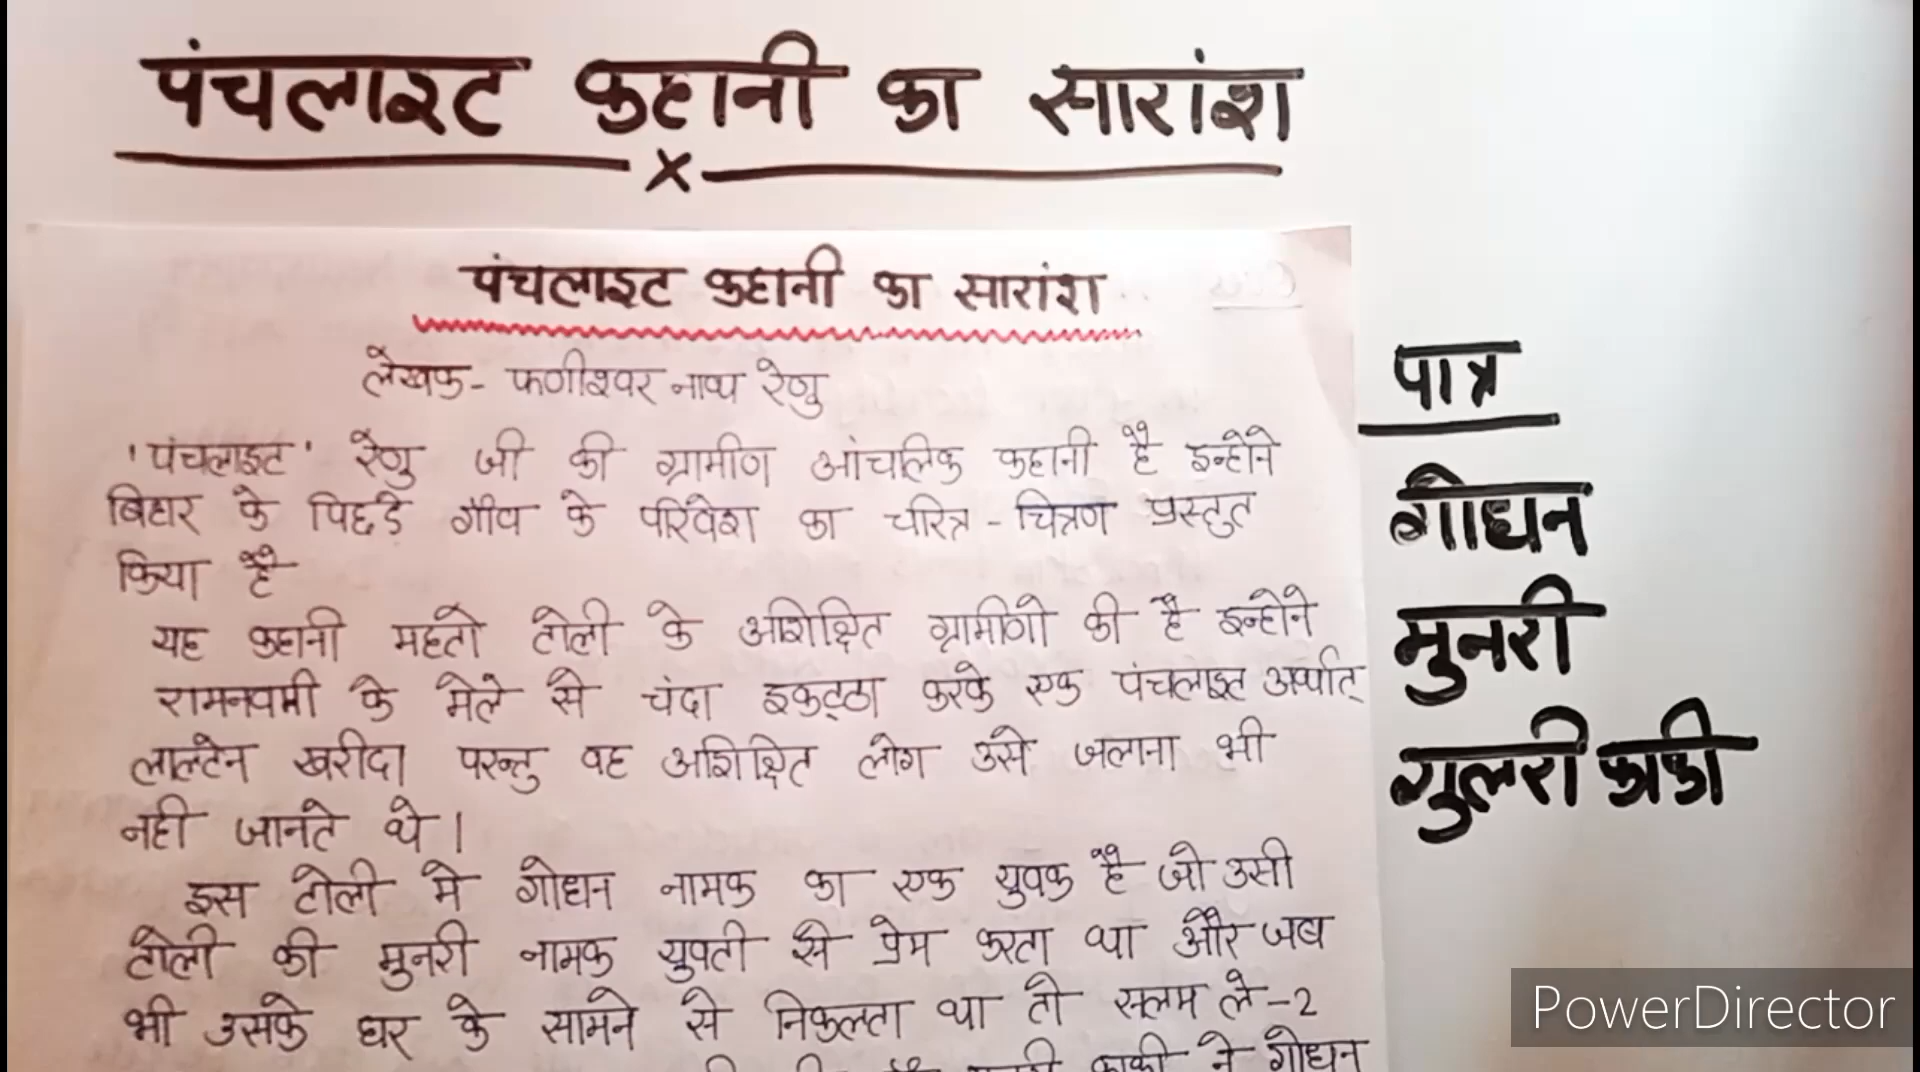 पंचलाइट कहानी का सारांश
x
पंचलाइट कहानी का सारांश
लेखक- फणीश्वर नाथ रेणु
'पंचलाइट' रेणु जी की ग्रामीण आंचलिक कहानी है इन्होने
बिहार के पिछड़े गाँव के परिवेश का चरित्र-चित्रण प्रस्तुत
किया है
यह कहानी महतो टोली के अशिक्षित ग्रामीणो की है इन्होने
रामनवमी के मेले से चंदा इकट्ठा करके एक पंचलाइट अर्थात्
लालटेन खरीदा परन्तु वह अशिक्षित लोग उसे जलाना भी
नही जानते थे।
इस टोली मे गोधन नामक का एक युवक है जो उसी
टोली की मुनरी नामक युवती से प्रेम करता था और जब
भी उसके घर के सामने से निकलता था तो सलम ले-2
काकी ने गोधन
पात्र
गोधन
मुनरी
गुलरी काकी
PowerDirector